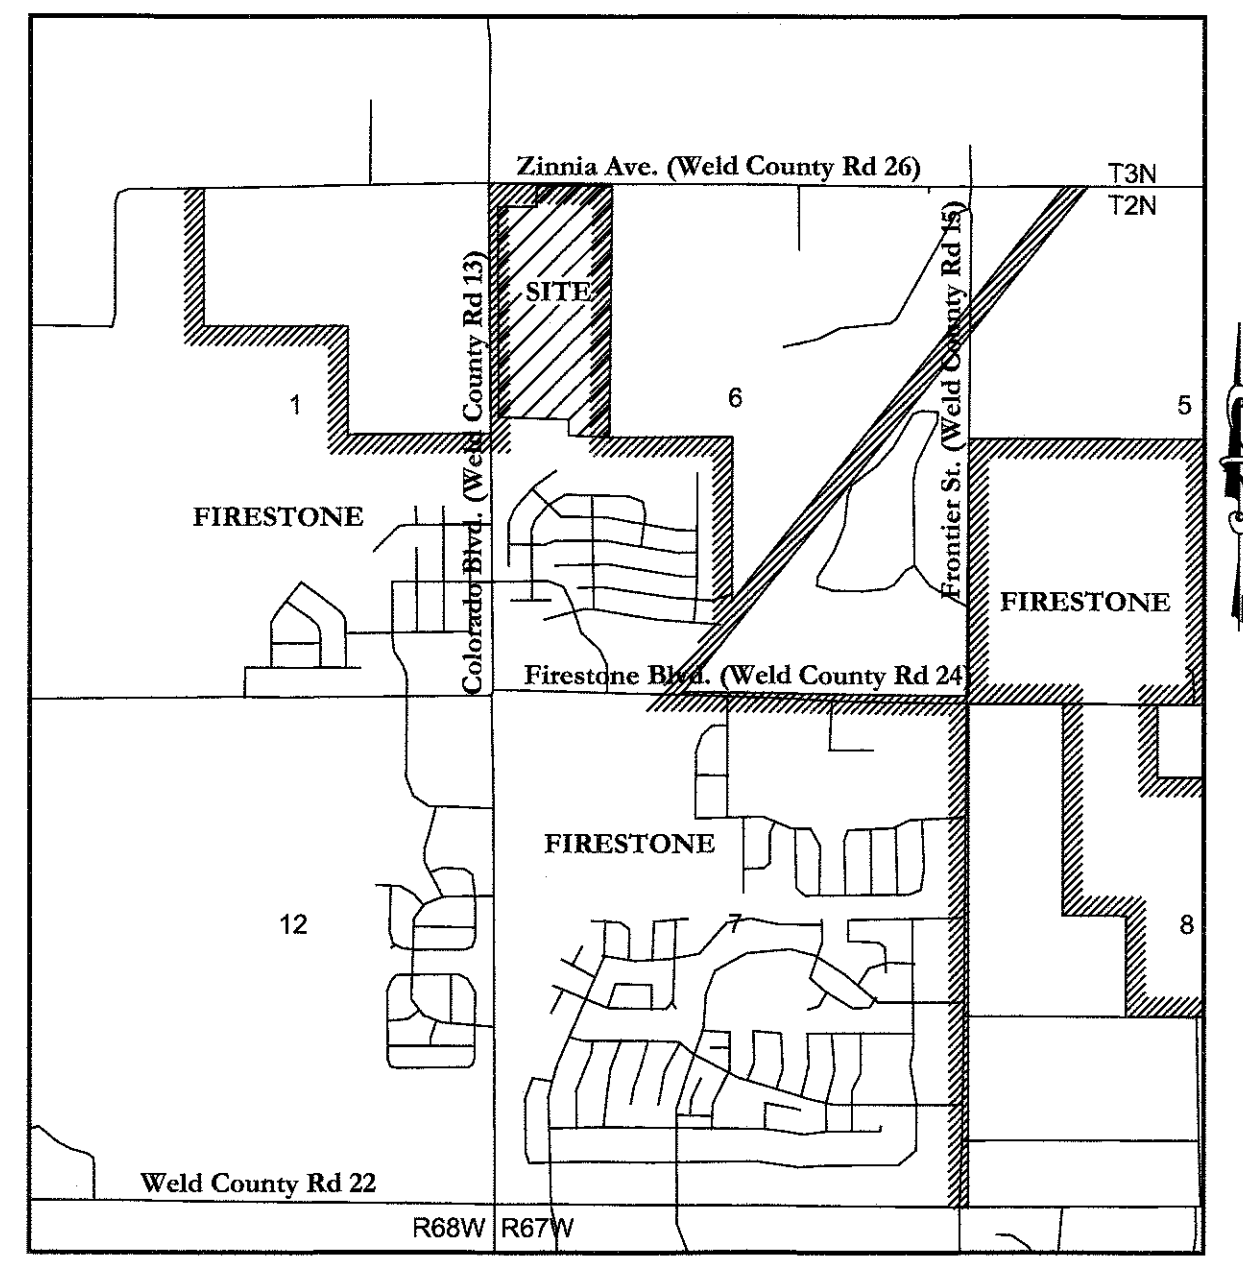 Zinnia Ave. (Weld County Rd 26)
T3N
T2N
SITE
Colorado Blvd. (Weld County Rd 13)
Frontier St. (Weld County Rd 15)
1
6
5
FIRESTONE
FIRESTONE
Firestone Blvd. (Weld County Rd 24)
FIRESTONE
12
7
8
Weld County Rd 22
R68W
R67W